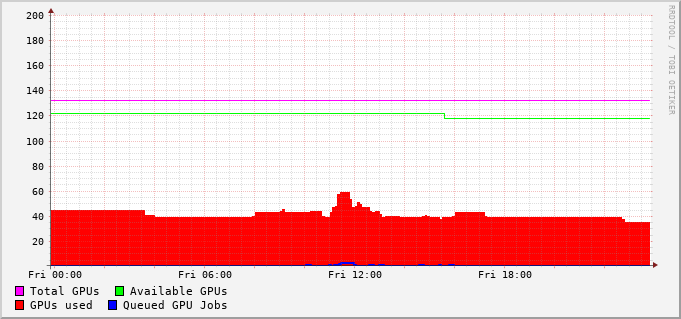 200
180
160
140
120
100
80
60
40
20
Fri 00:00 Fri 06:00 Fri 12:00 Fri 18:00
Total GPUs Available GPUs
GPUs used Queued GPU Jobs
RRDTOOL / TOBI OETIKER